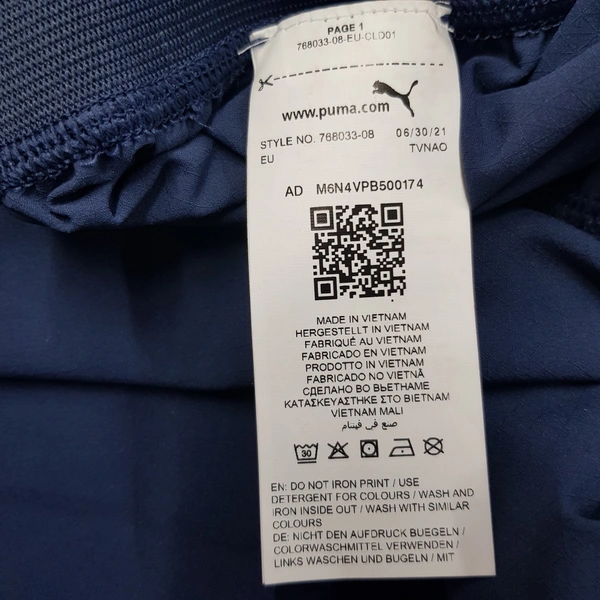 PAGE 1
768033-08-EU-CLD01
www.puma.com
STYLE NO. 768033-08 06/30/21
EU TVNAO
AD M6N4VPB500174
MADE IN VIETNAM
HERGESTELLT IN VIETNAM
FABRIQUÉ AU VIETNAM
FABRICADO EN VIETNAM
PRODOTTO IN VIETNAM
FABRICADO NO VIETNÃ
СДЕЛАНО ВО ВЬЕТНАМЕ
ΚΑΤΑΣΚΕΥΑΣΤΗΚΕ ΣΤΟ ΒΙΕΤΝΑΜ
VİETNAM MALI
صنع في فيتنام
30
EN: DO NOT IRON PRINT / USE
DETERGENT FOR COLOURS / WASH AND
IRON INSIDE OUT / WASH WITH SIMILAR
COLOURS
DE: NICHT DEN AUFDRUCK BUEGELN /
COLORWASCHMITTEL VERWENDEN /
LINKS WASCHEN UND BUGELN / MIT